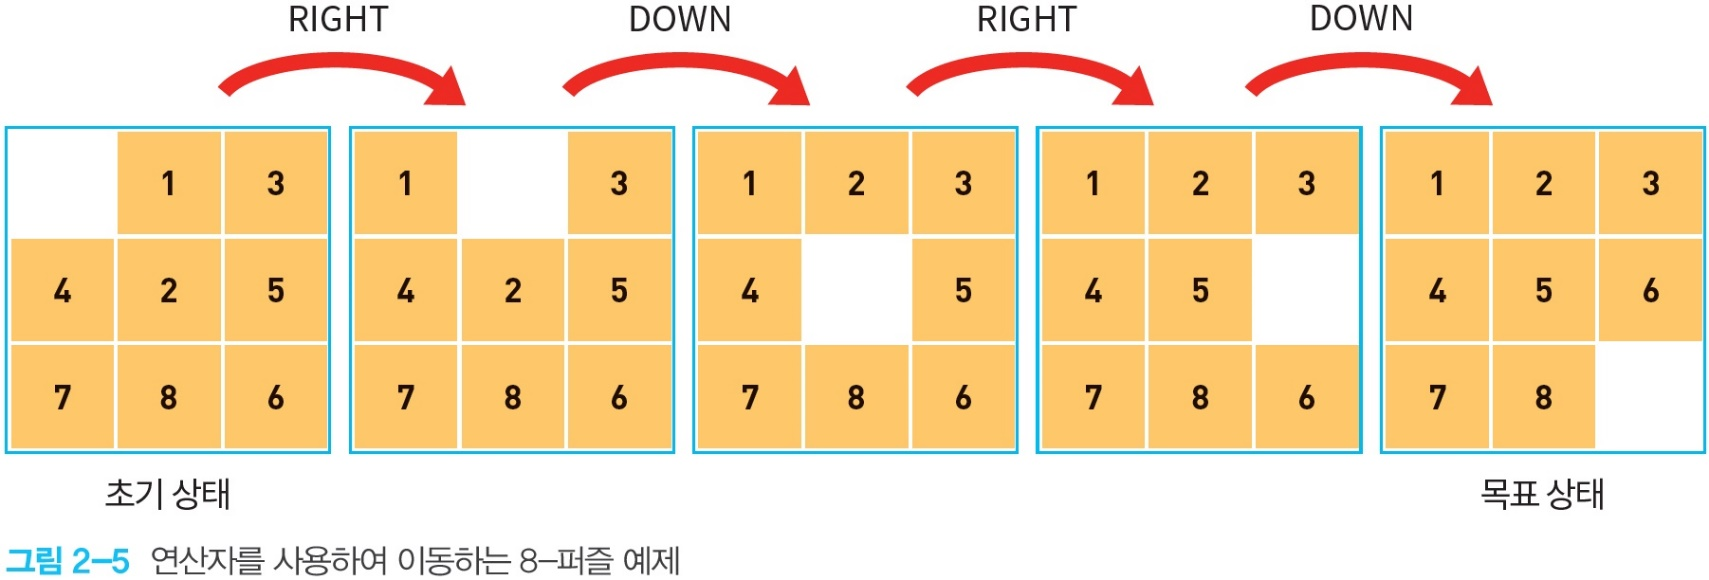 RIGHT DOWN RIGHT DOWN
1 3 1 3 1 2 3 1 2 3 1 2 3
4 2 5 4 2 5 4 5 4 5 4 5 6
7 8 6 7 8 6 7 8 6 7 8 6 7 8
초기 상태 목표 상태
그림 2-5 연산자를 사용하여 이동하는 8-퍼즐 예제